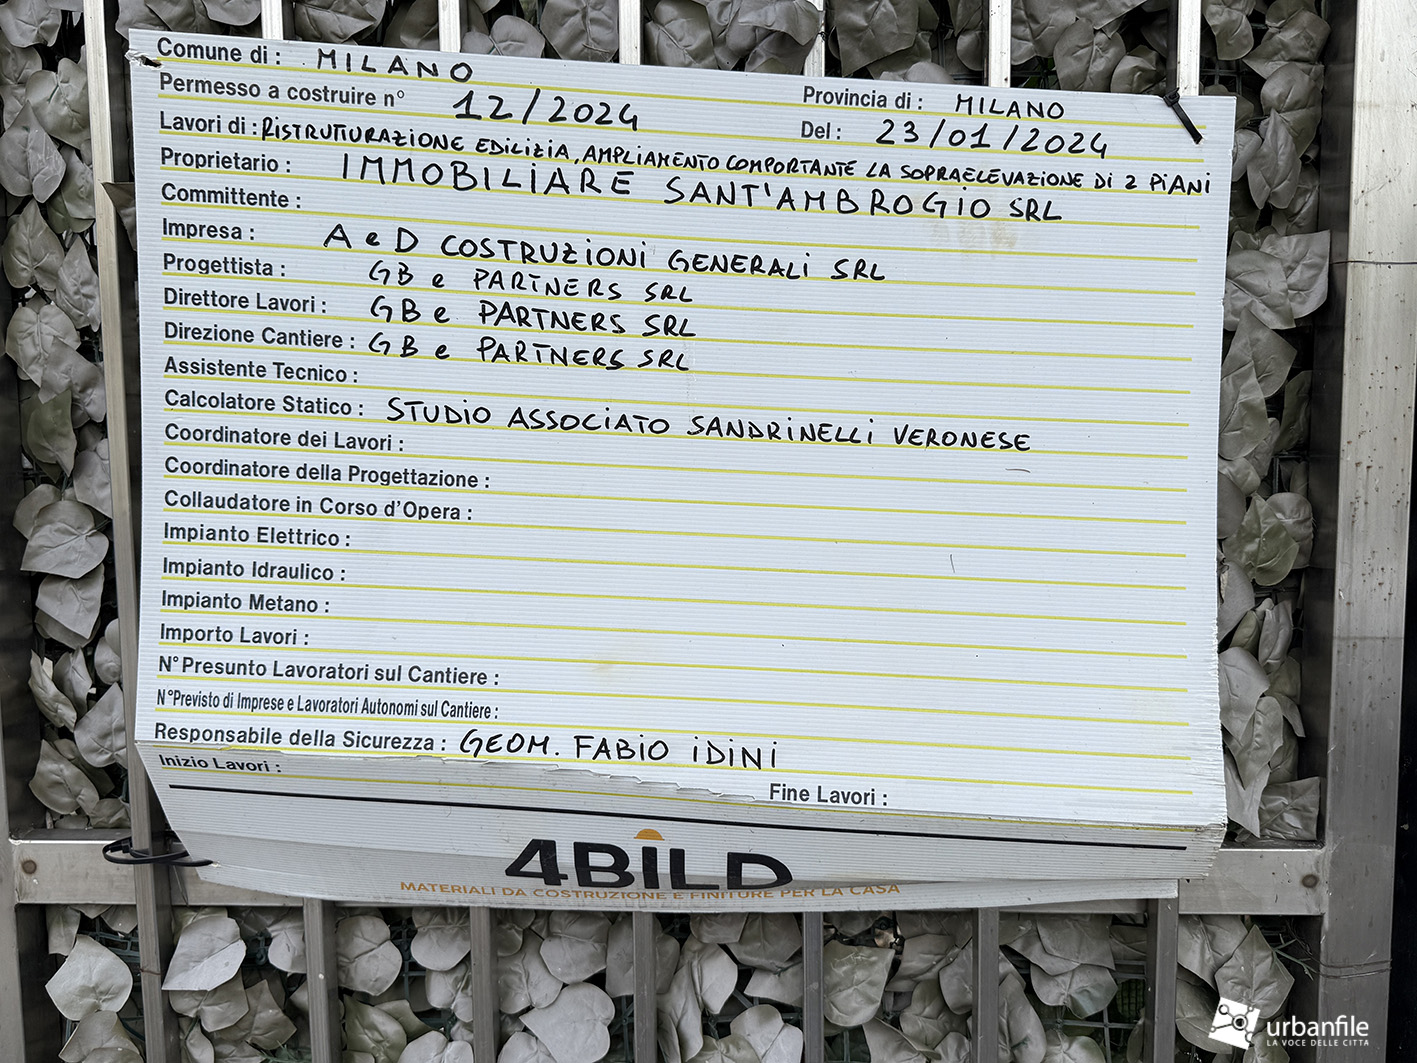 Comune di : MILANO
Provincia di : MILANO
Permesso a costruire n° 12/2024
Del : 23/01/2024
Lavori di : RISTRUTTURAZIONE EDILIZIA, AMPLIAMENTO COMPORTANTE LA SOPRAELEVAZIONE DI 2 PIANI
Proprietario : IMMOBILIARE SANT'AMBROGIO SRL
Committente :
Impresa : A e D COSTRUZIONI GENERALI SRL
Progettista : GB e PARTNERS SRL
Direttore Lavori : GB e PARTNERS SRL
Direzione Cantiere : GB e PARTNERS SRL
Assistente Tecnico :
Calcolatore Statico : STUDIO ASSOCIATO SANDRINELLI VERONESE
Coordinatore dei Lavori :
Coordinatore della Progettazione :
Collaudatore in Corso d'Opera :
Impianto Elettrico :
Impianto Idraulico :
Impianto Metano :
Importo Lavori :
N° Presunto Lavoratori sul Cantiere :
N° Previsto di Imprese e Lavoratori Autonomi sul Cantiere :
Responsabile della Sicurezza : GEOM. FABIO IDINI
Inizio Lavori :
Fine Lavori :
4BILD
MATERIALI DA COSTRUZIONE E FINITURE PER LA CASA
urbanfile
LA VOCE DELLE CITTÀ